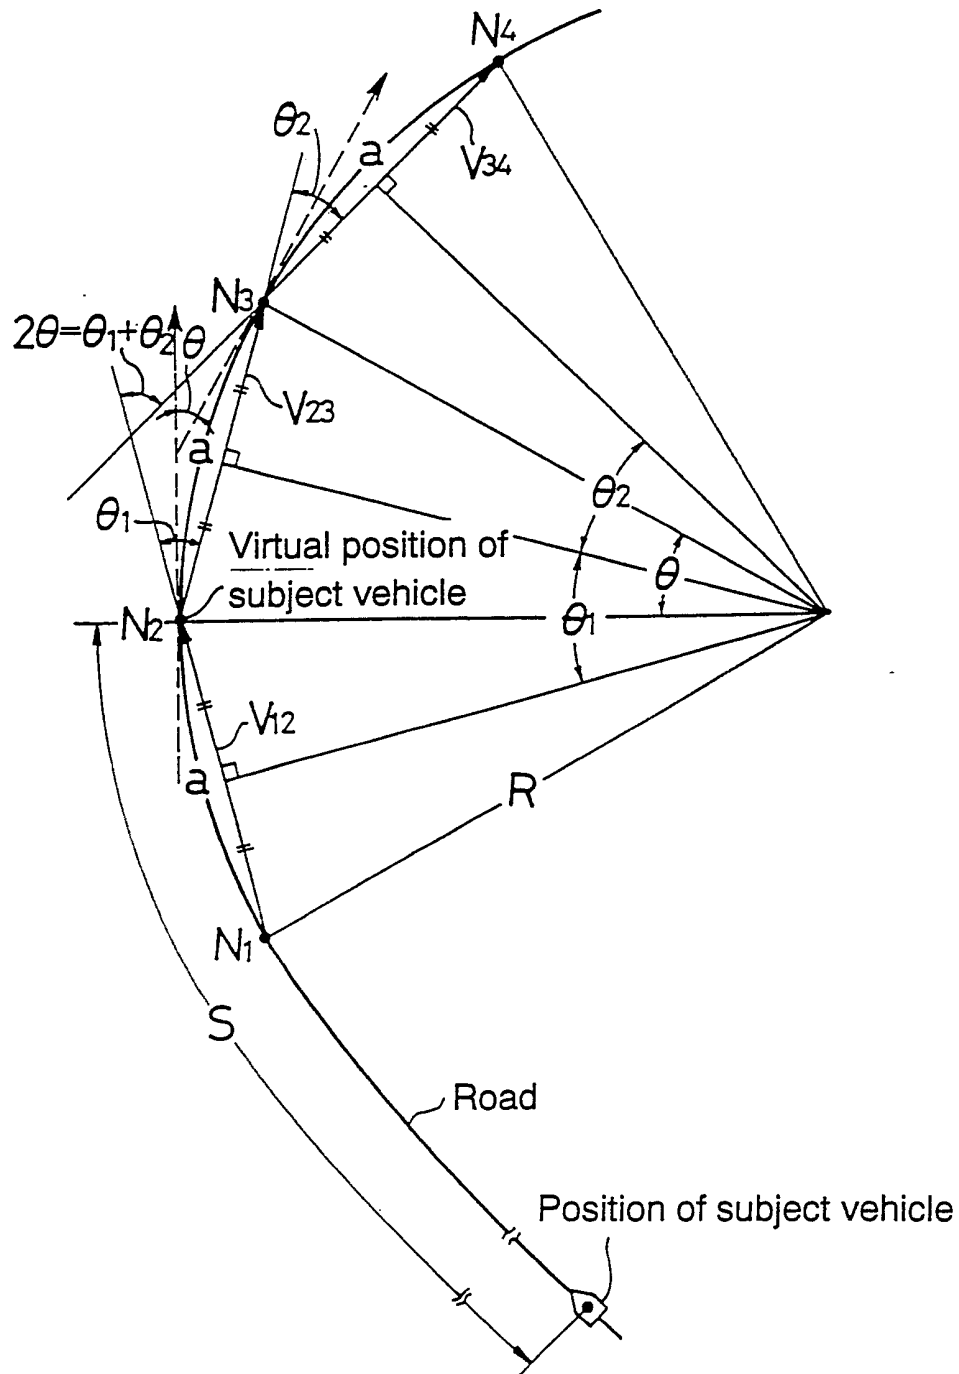 N4
θ2
a
V34
N3
2θ=θ1+θ2
θ
V23
a
θ2
θ1
Virtual position of
subject vehicle
θ
N2
θ1
V12
a
R
N1
S
Road
Position of subject vehicle